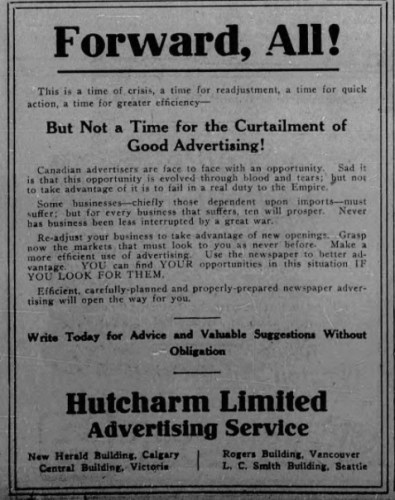 Forward, All!
This is a time of crisis, a time for readjustment, a time for quick
action, a time for greater efficiency—
But Not a Time for the Curtailment of
Good Advertising!
Canadian advertisers are face to face with an opportunity. Sad it
is that this opportunity is evolved through blood and tears; but not
to take advantage of it is to fail in a real duty to the Empire.
Some businesses—chiefly those dependent upon imports—must
suffer; but for every business that suffers, ten will prosper. Never
has business been less interrupted by a great war.
Re-adjust your business to take advantage of new openings. Grasp
now the markets that must look to you as never before. Make a
more efficient use of advertising. Use the newspaper to better ad-
vantage. YOU can find YOUR opportunities in this situation IF
YOU LOOK FOR THEM.
Efficient, carefully-planned and properly-prepared newspaper adver-
tising will open the way for you.
Write Today for Advice and Valuable Suggestions Without
Obligation
Hutcharm Limited
Advertising Service
New Herald Building, Calgary
Central Building, Victoria
Rogers Building, Vancouver
L. C. Smith Building, Seattle